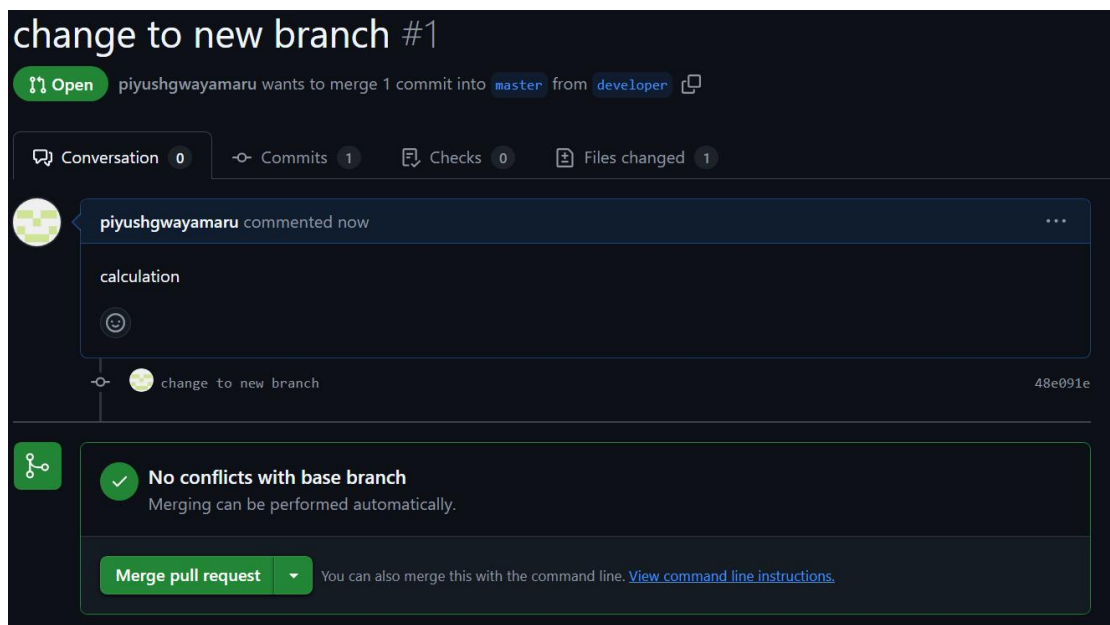 change to new branch #1
Open piyushgwayamaru wants to merge 1 commit into master from developer
Conversation 0 Commits 1 Checks 0 Files changed 1
piyushgwayamaru commented now ...
calculation
change to new branch 48e091e
No conflicts with base branch
Merging can be performed automatically.
Merge pull request You can also merge this with the command line. View command line instructions.